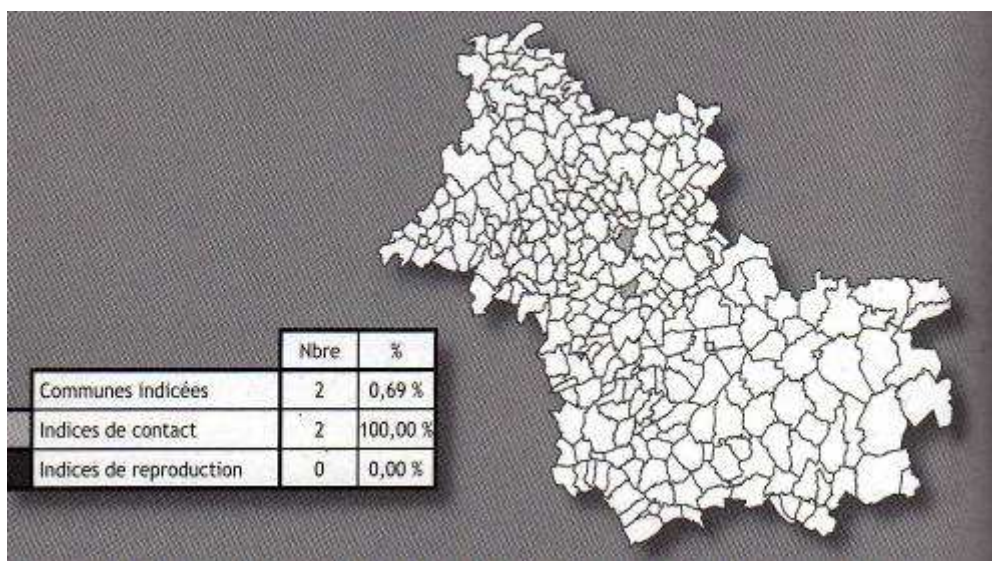 Nbre %
Communes indicées 2 0,69 %
Indices de contact 2 100,00 %
Indices de reproduction 0 0,00 %